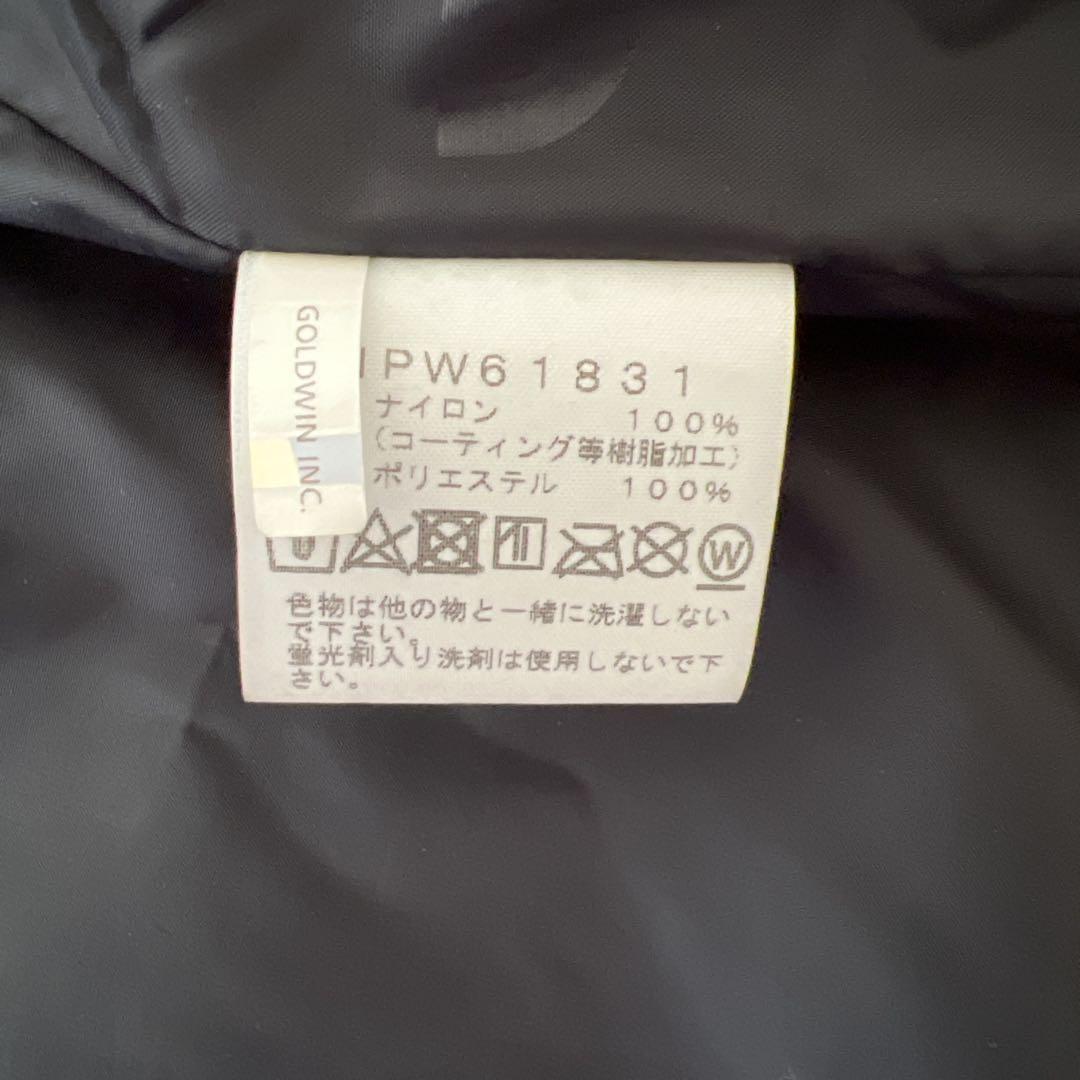 GOLDWIN INC.
PW61831
ナイロン 100%
(コーティング等樹脂加工)
ポリエステル 100%
W
色物は他の物と一緒に洗濯しない
で下さい。
蛍光剤入り洗剤は使用しないで下
さい。